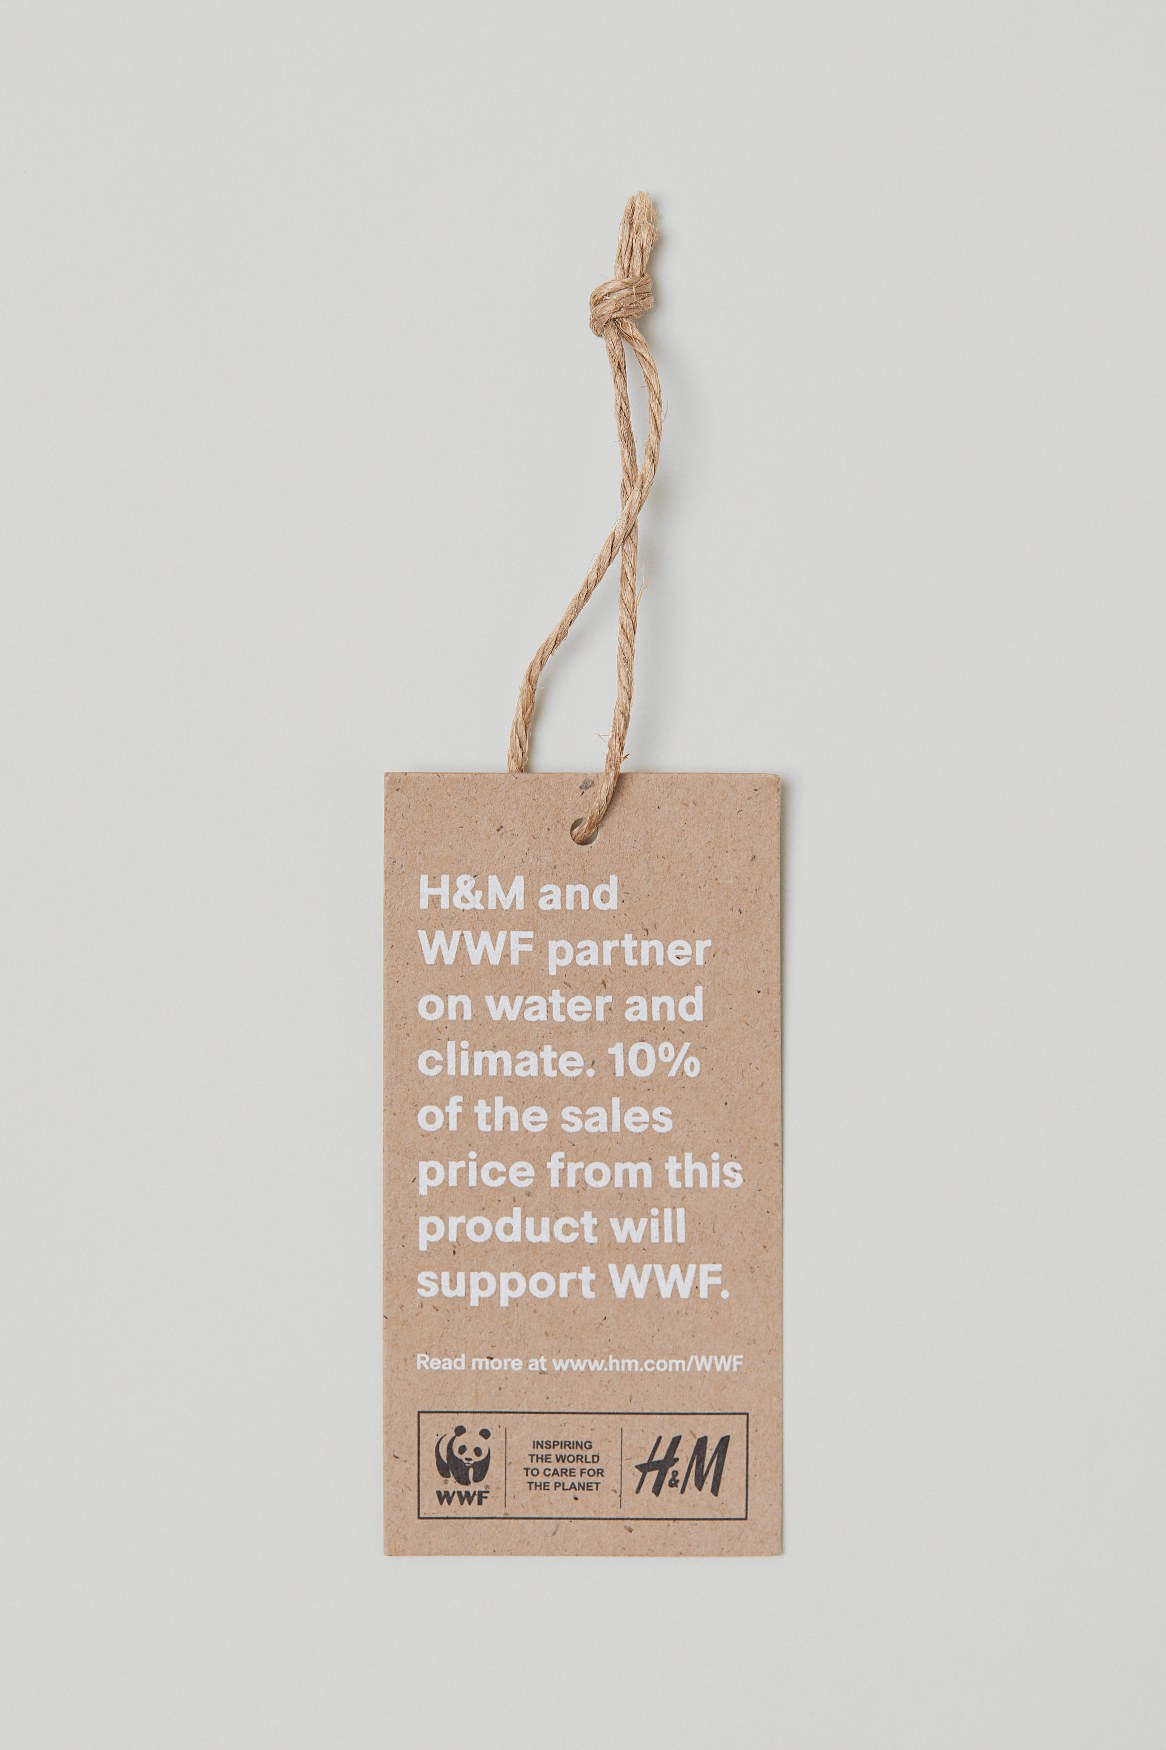 H&M and
WWF partner
on water and
climate. 10%
of the sales
price from this
product will
support WWF.
Read more at www.hm.com/WWF
WWF
INSPIRING
THE WORLD
TO CARE FOR
THE PLANET
H&M